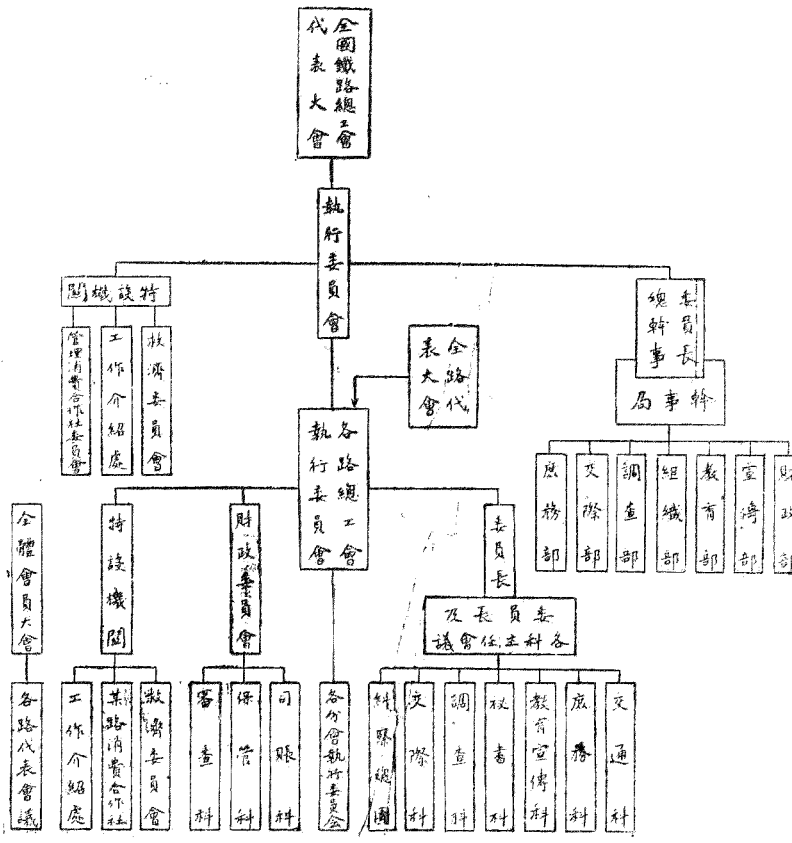 全國鐵路總工會
代表大會
執行委員會
特設機關
救濟委員會
工作介紹處
管理消費合作社委員會
委員長
總幹事
幹事局
財政部
宣傳部
教育部
組織部
調查部
交際部
庶務部
全路代
表大會
各路總工會
執行委員會
委員長
委員長及
各科主任會議
交通科
庶務科
教育宣傳科
秘書科
調查科
交際科
糾察總團
各分會執行委員会
財政委員會
司賬科
保管科
審查科
特設機關
救濟委員會
某路消費合作社
工作介紹處
全體會員大會
各路代表會議